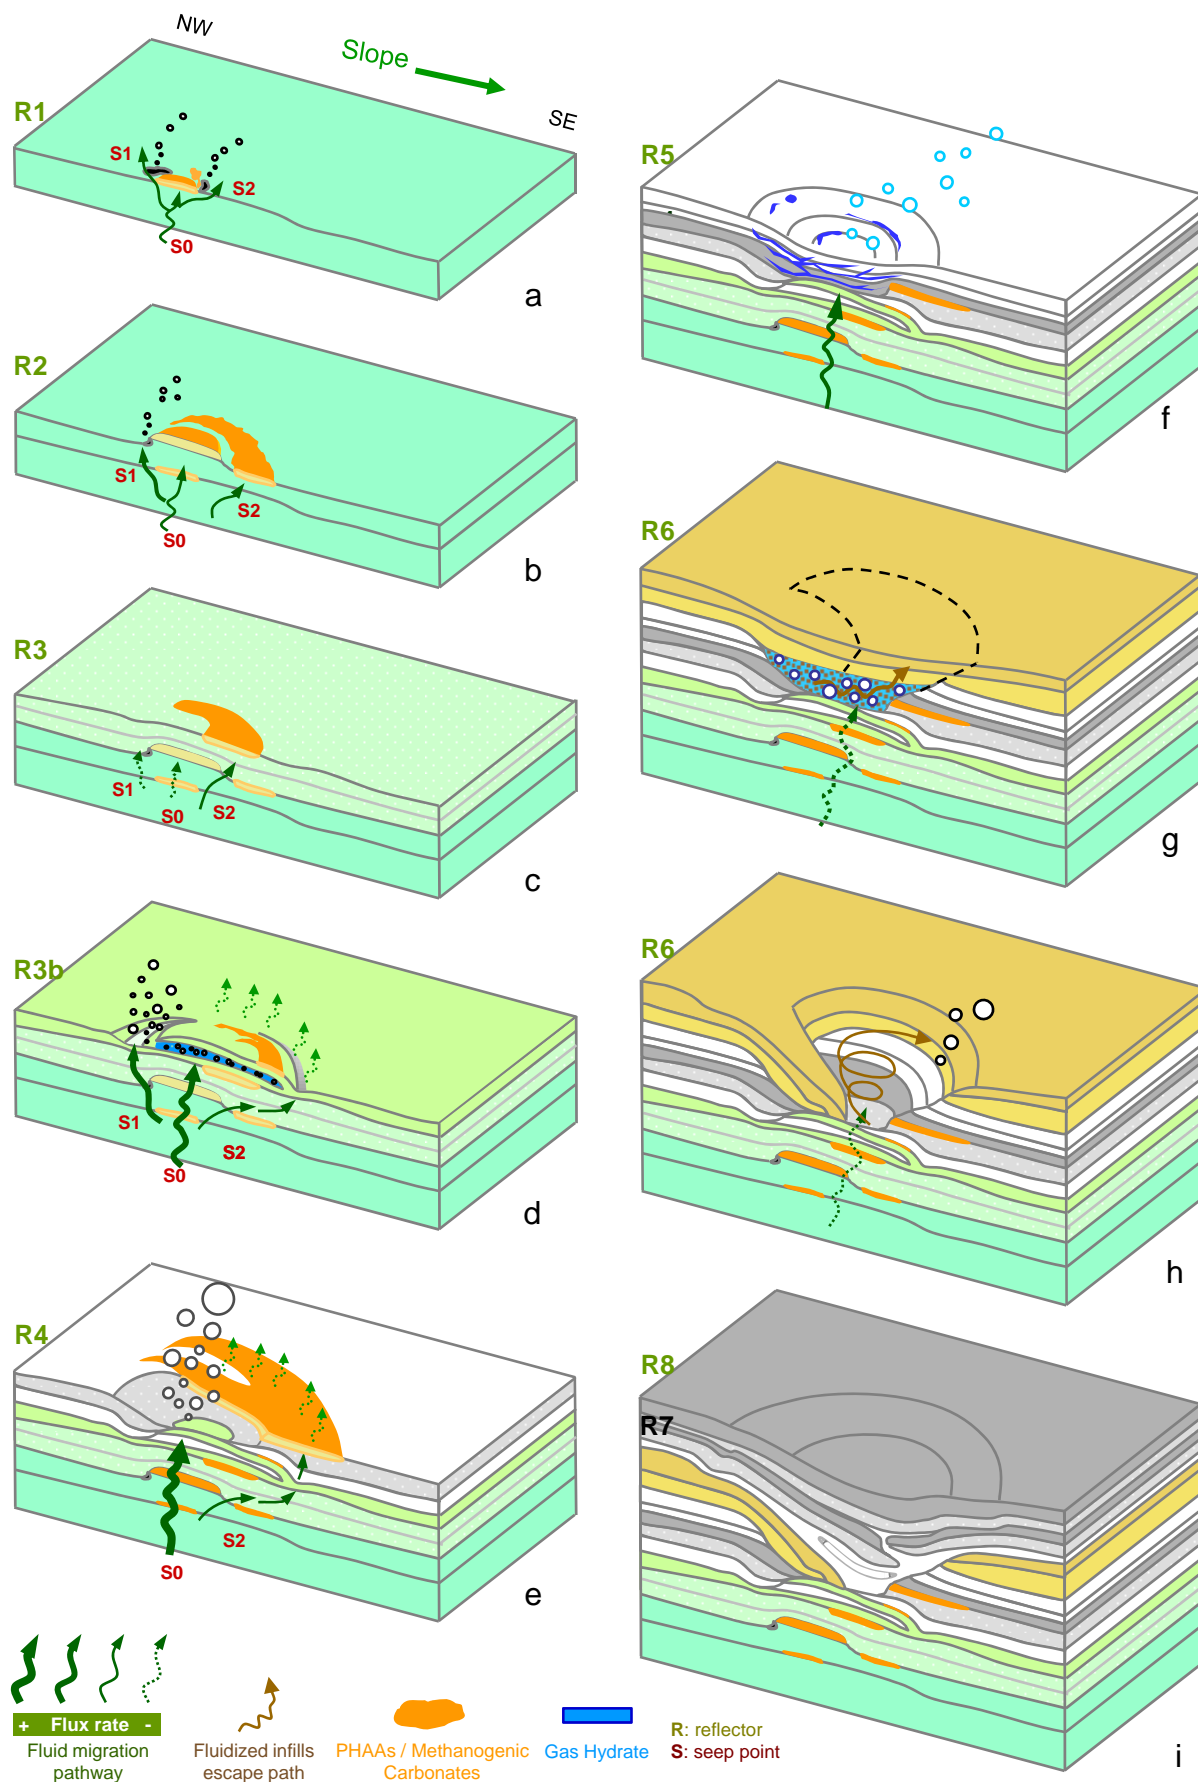 NW
Slope
SE
R1
S1
S2
S0
a
R2
S1
S2
S0
b
R3
S1
S0
S2
c
R3b
S1
S2
S0
d
R4
S2
S0
e
R5
f
R6
g
R6
h
R8
R7
i
+ Flux rate -
Fluid migration
pathway
Fluidized infills
escape path
PHAAs / Methanogenic
Carbonates
Gas Hydrate
R: reflector
S: seep point